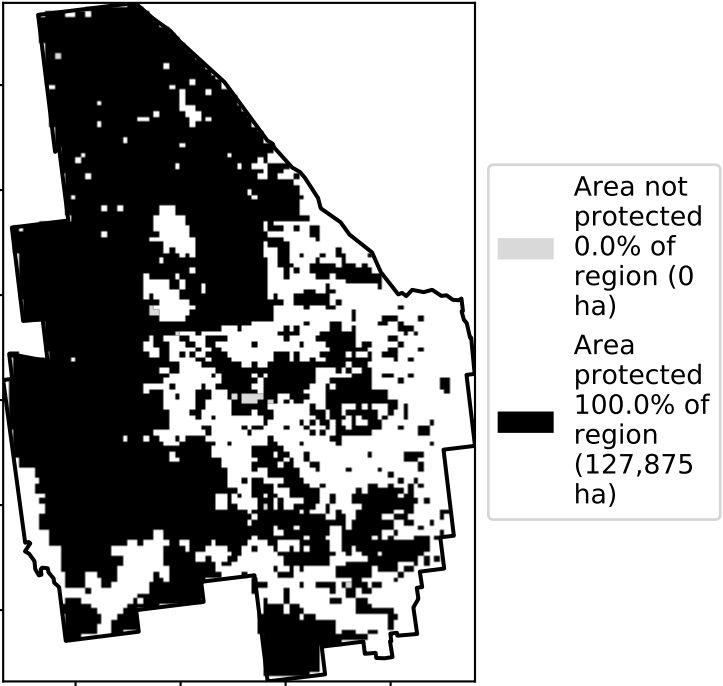 Area not
protected
0.0% of
region (0
ha)
Area
protected
100.0% of
region
(127,875
ha)